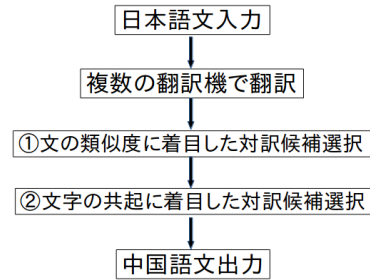 日本語文入力
複数の翻訳機で翻訳
①文の類似度に着目した対訳候補選択
②文字の共起に着目した対訳候補選択
中国語文出力